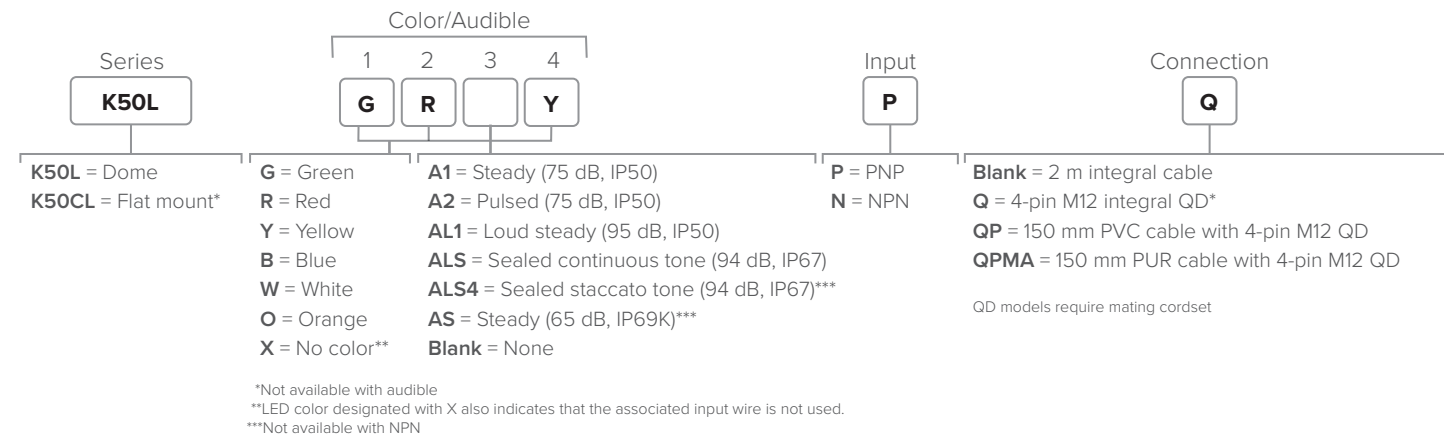 Color/Audible
Series 1 2 3 4 Input Connection
K50L G R Y P Q
K50L = Dome
K50CL = Flat mount*
G = Green
R = Red
Y = Yellow
B = Blue
W = White
O = Orange
X = No color**
A1 = Steady (75 dB, IP50)
A2 = Pulsed (75 dB, IP50)
AL1 = Loud steady (95 dB, IP50)
ALS = Sealed continuous tone (94 dB, IP67)
ALS4 = Sealed staccato tone (94 dB, IP67)***
AS = Steady (65 dB, IP69K)***
Blank = None
P = PNP
N = NPN
Blank = 2 m integral cable
Q = 4-pin M12 integral QD*
QP = 150 mm PVC cable with 4-pin M12 QD
QPMA = 150 mm PUR cable with 4-pin M12 QD
QD models require mating cordset
*Not available with audible
**LED color designated with X also indicates that the associated input wire is not used.
***Not available with NPN